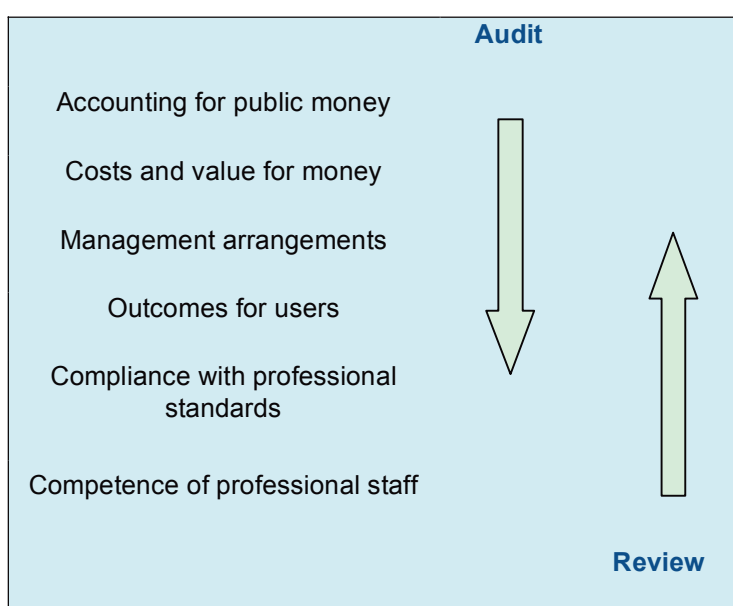 Audit
Accounting for public money
Costs and value for money
Management arrangements
Outcomes for users
Compliance with professional
standards
Competence of professional staff
Review